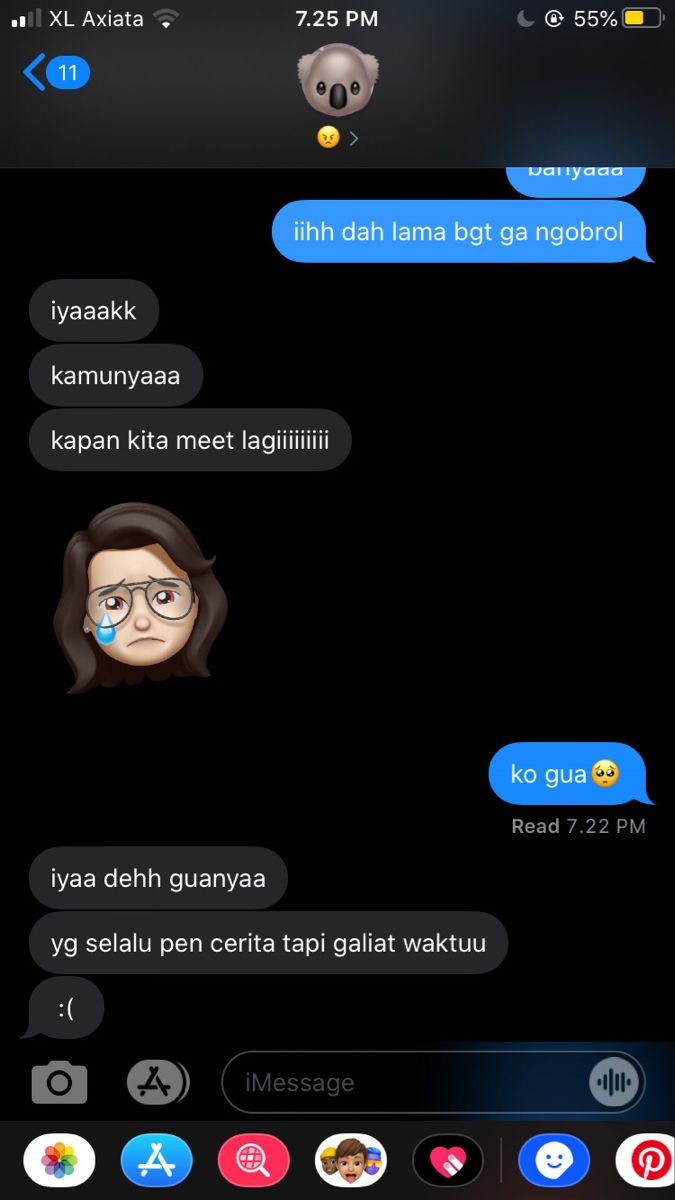 XL Axiata
7.25 PM
55%
11
banyaaa
iihh dah lama bgt ga ngobrol
iyaaakk
kamunyaaa
kapan kita meet lagiiiiiiiiii
ko gua🥺
Read 7.22 PM
iyaa dehh guanyaa
yg selalu pen cerita tapi galiat waktuu
:(
iMessage